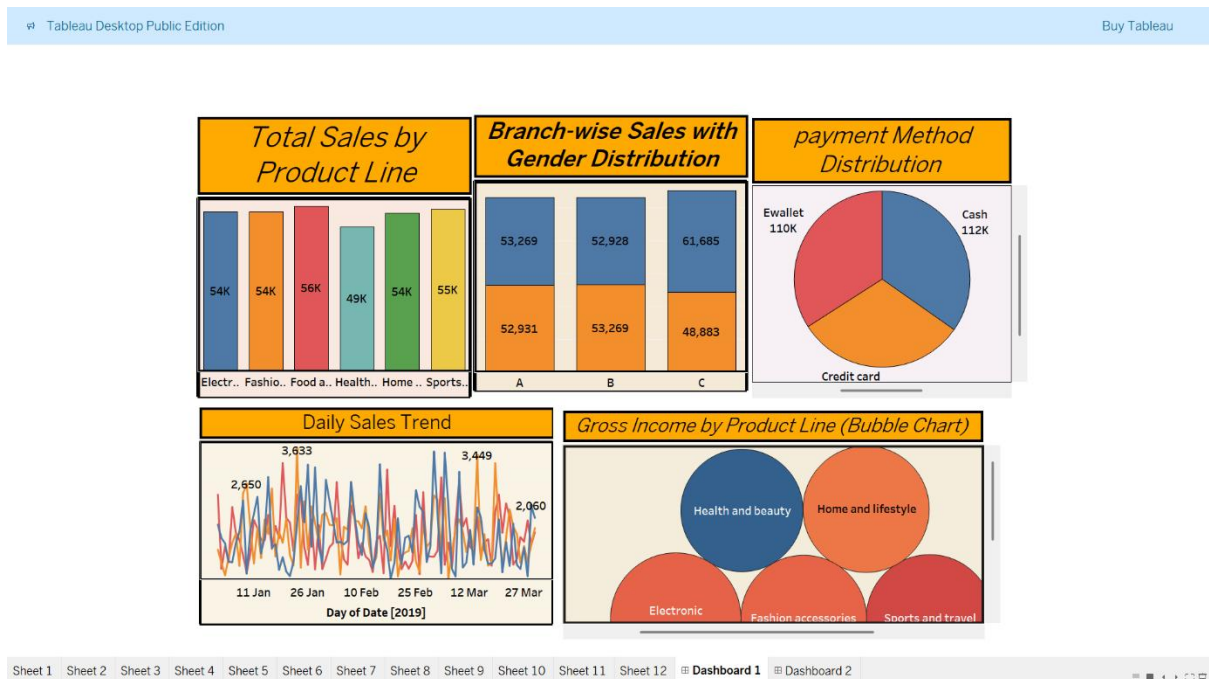 Tableau Desktop Public Edition
Buy Tableau
Total Sales by
Product Line
54K
54K
56K
49K
54K
55K
Electr.. Fashio.. Food a.. Health.. Home .. Sports..
Branch-wise Sales with
Gender Distribution
53,269
52,928
61,685
52,931
53,269
48,883
A
B
C
payment Method
Distribution
Ewallet
110K
Cash
112K
Credit card
Daily Sales Trend
3,633
3,449
2,650
2,060
11 Jan
26 Jan
10 Feb
25 Feb
12 Mar
27 Mar
Day of Date [2019]
Gross Income by Product Line (Bubble Chart)
Health and beauty
Home and lifestyle
Electronic
Fashion accessories
Sports and travel
Sheet 1
Sheet 2
Sheet 3
Sheet 4
Sheet 5
Sheet 6
Sheet 7
Sheet 8
Sheet 9
Sheet 10
Sheet 11
Sheet 12
Dashboard 1
Dashboard 2